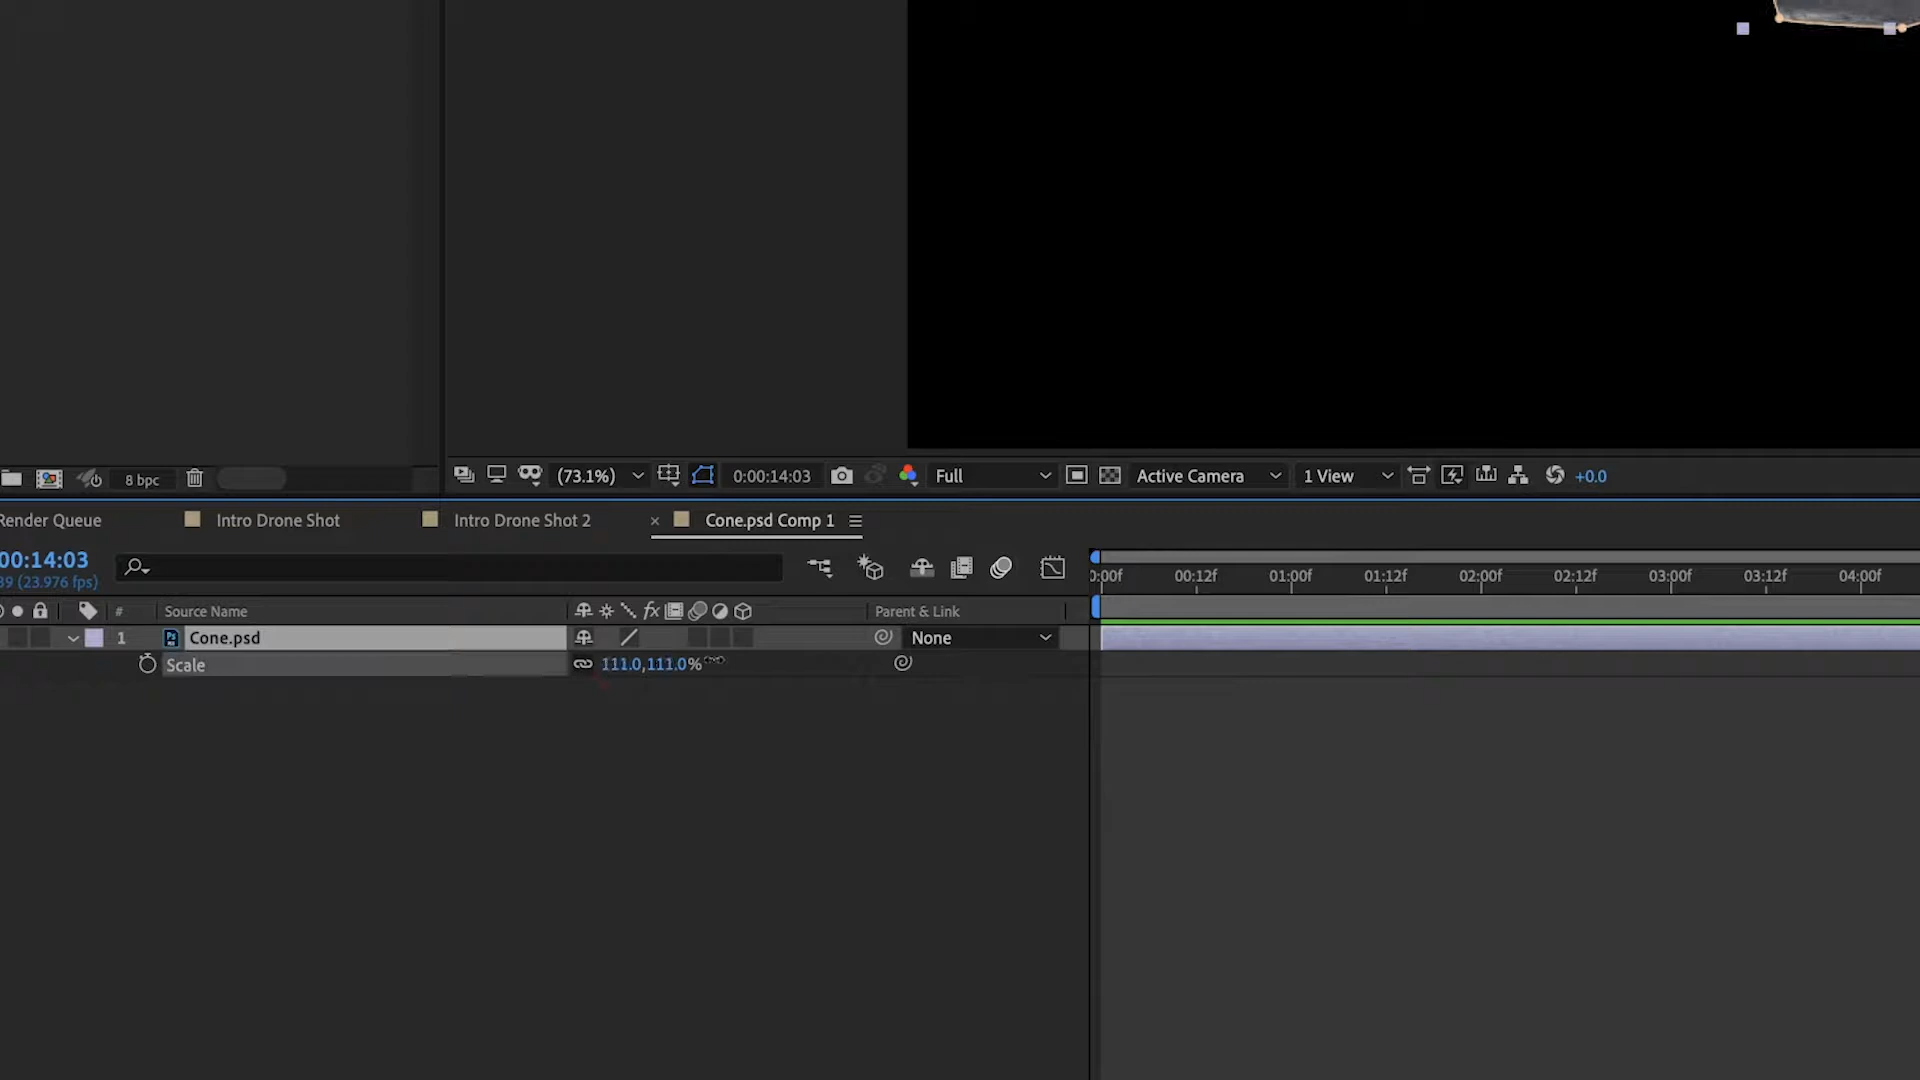 8 bpc
(73.1%) 0:00:14:03 Full Active Camera 1 View +0.0
Render Queue Intro Drone Shot Intro Drone Shot 2 × Cone.psd Comp 1
00:14:03
39 (23.976 fps)
0:00f 00:12f 01:00f 01:12f 02:00f 02:12f 03:00f 03:12f 04:00f
# Source Name fx Parent & Link
1 Ps Cone.psd None
Scale 111.0,111.0%